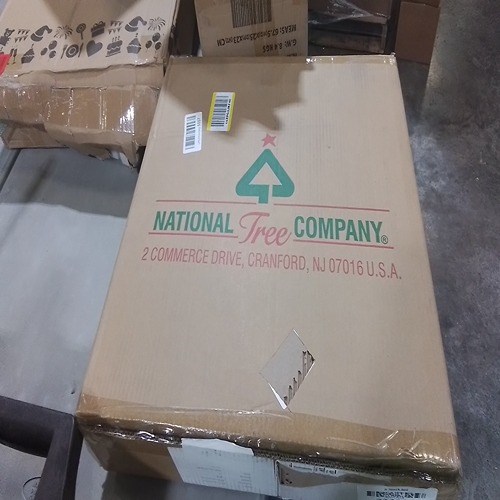 NATIONAL Tree COMPANY®
2 COMMERCE DRIVE, CRANFORD, NJ 07016 U.S.A.